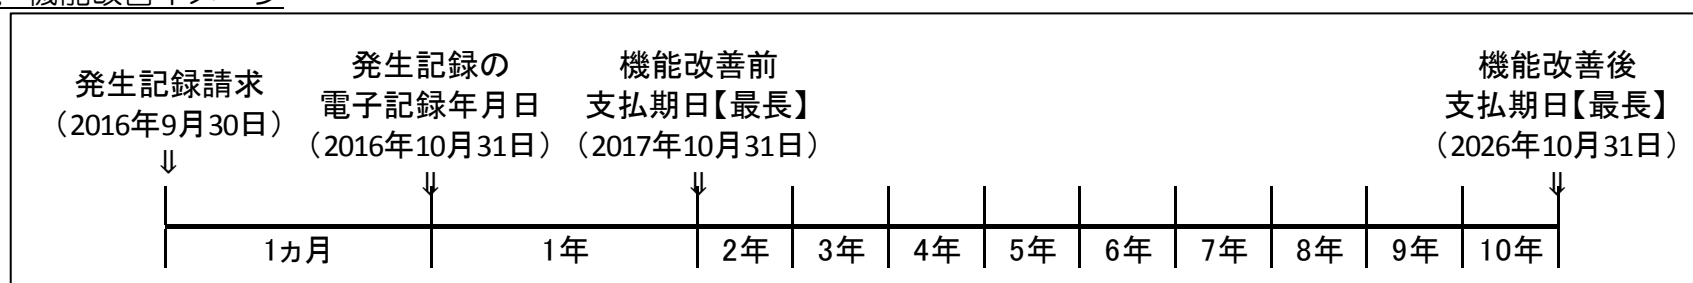 機能改善イメージ
発生記録請求
（2016年9月30日）
⇓
発生記録の
電子記録年月日
（2016年10月31日）
⇓
機能改善前
支払期日【最長】
（2017年10月31日）
⇓
機能改善後
支払期日【最長】
（2026年10月31日）
⇓
1ヵ月 1年 2年 3年 4年 5年 6年 7年 8年 9年 10年